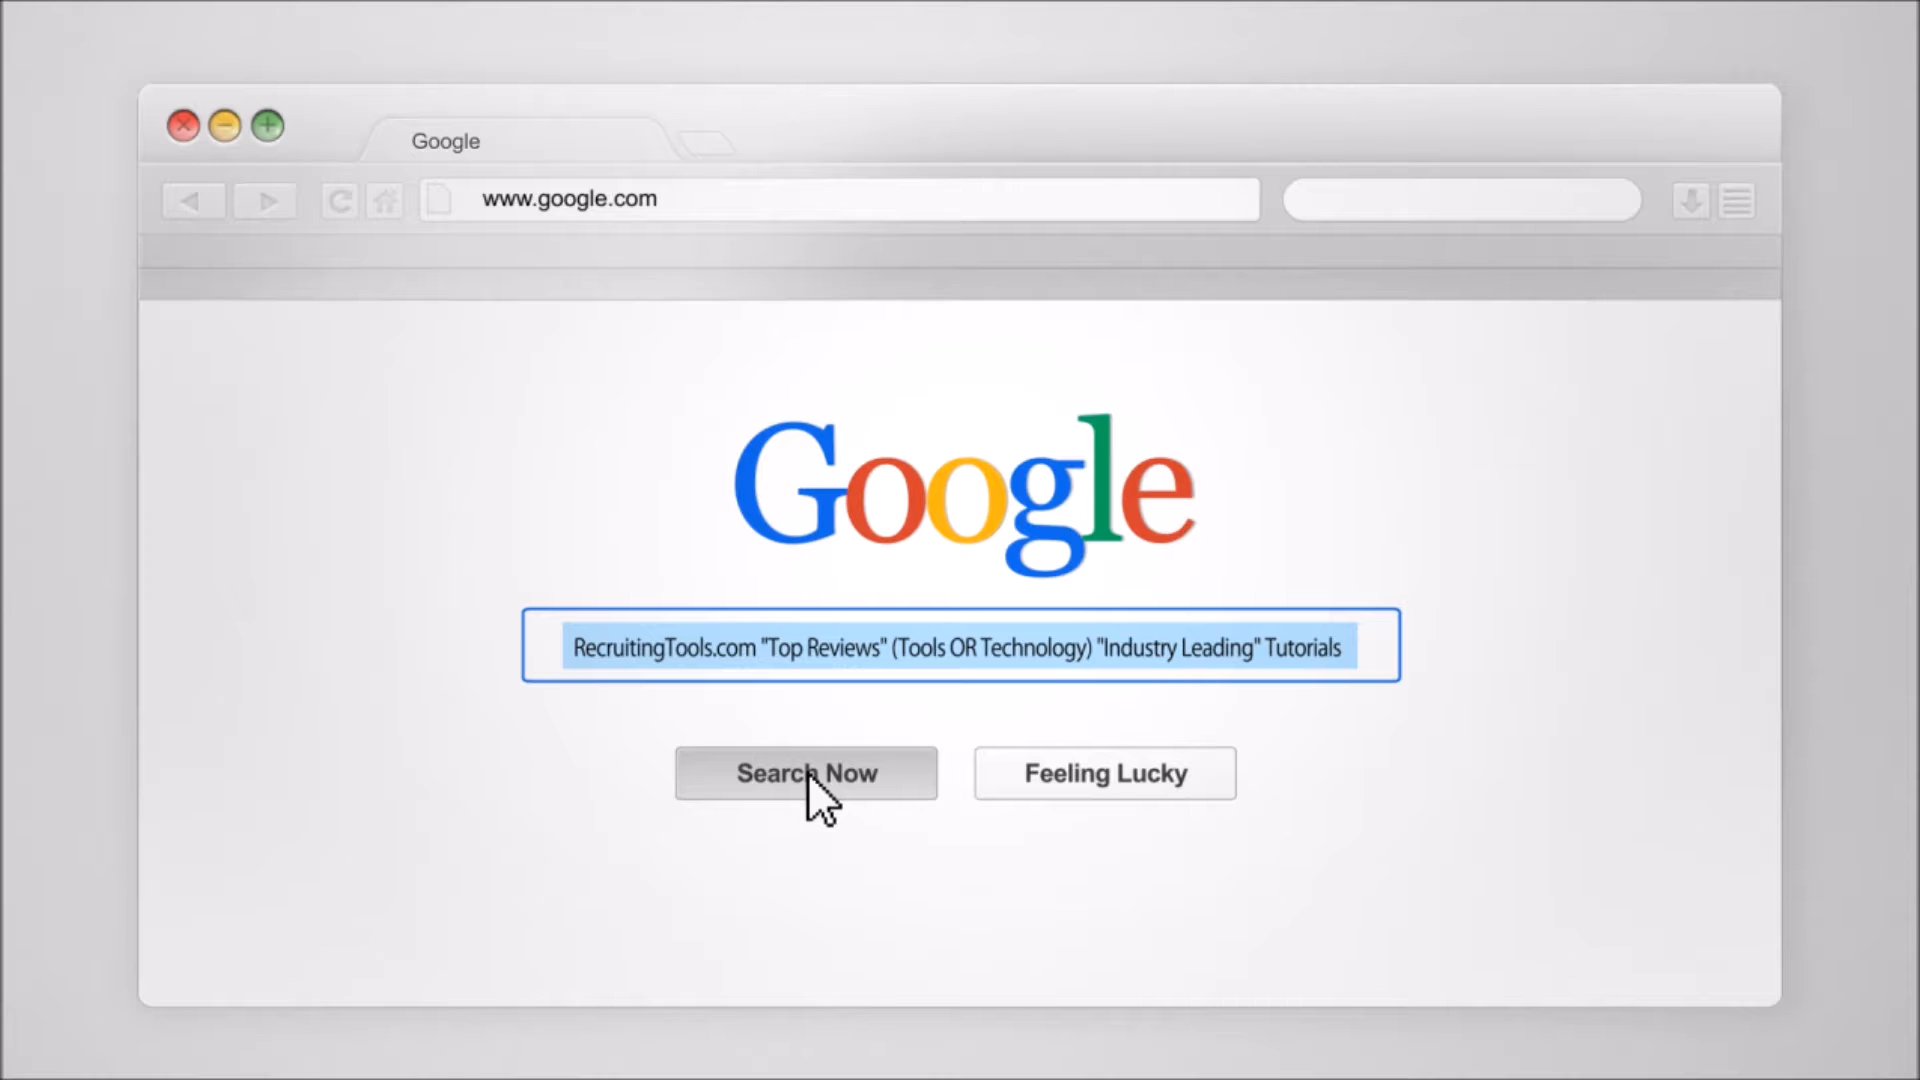 Google
www.google.com
Google
RecruitingTools.com "Top Reviews" (Tools OR Technology) "Industry Leading" Tutorials
Search Now
Feeling Lucky